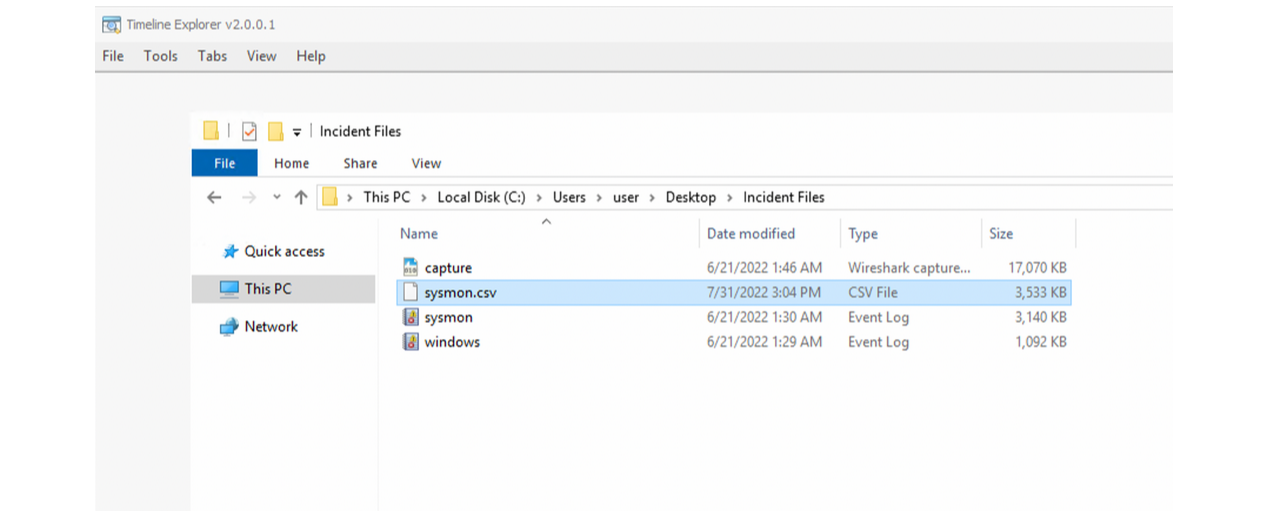 Timeline Explorer v2.0.0.1
File Tools Tabs View Help
Incident Files
File Home Share View
This PC Local Disk (C:) Users user Desktop Incident Files
Name Date modified Type Size
Quick access
This PC
Network
capture 6/21/2022 1:46 AM Wireshark capture... 17,070 KB
sysmon.csv 7/31/2022 3:04 PM CSV File 3,533 KB
sysmon 6/21/2022 1:30 AM Event Log 3,140 KB
windows 6/21/2022 1:29 AM Event Log 1,092 KB